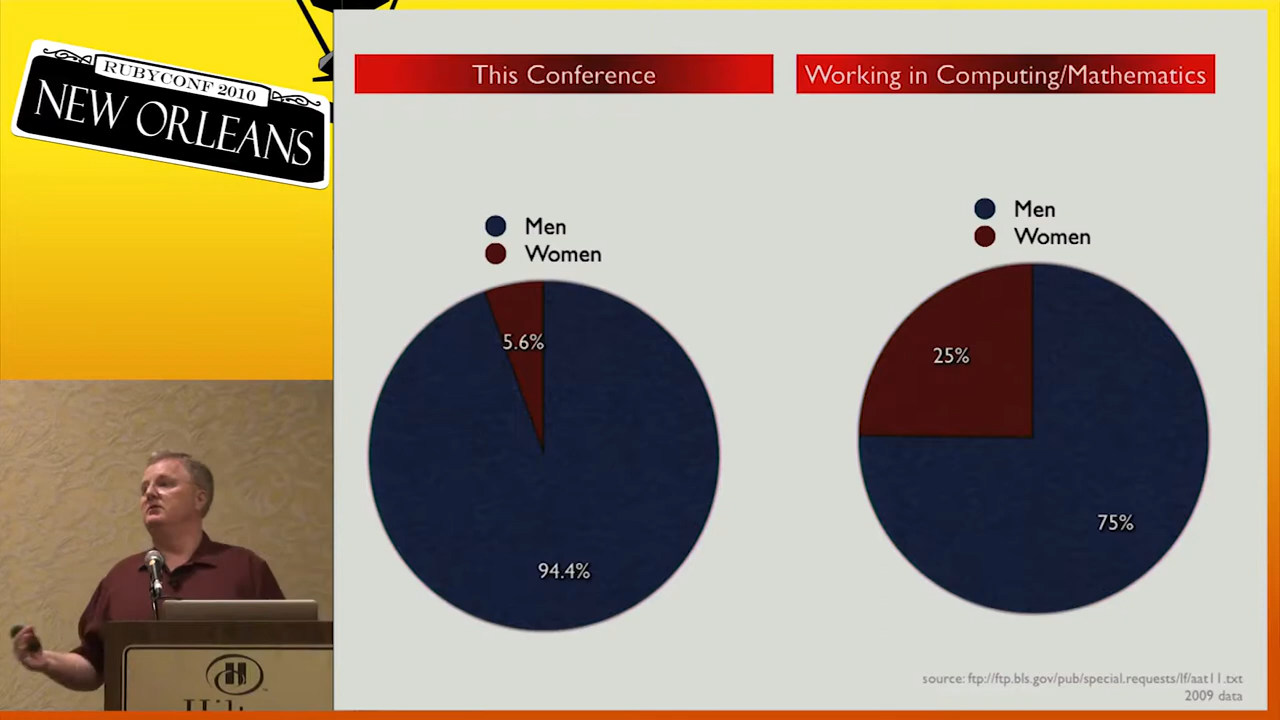 RUBYCONF 2010
NEW ORLEANS
This Conference
Working in Computing/Mathematics
Men
Women
5.6%
94.4%
Men
Women
25%
75%
source: ftp://ftp.bls.gov/pub/special.requests/lf/aat11.txt
2009 data
H